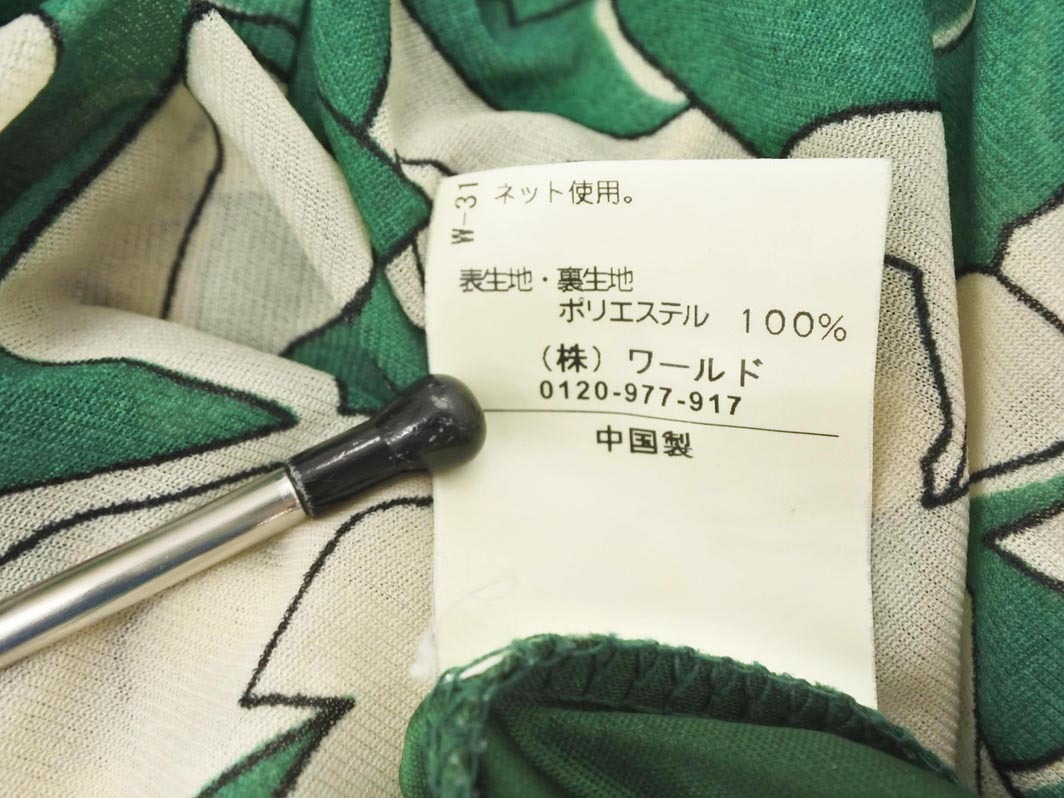 W-31
ネット使用。
表生地・裏生地
ポリエステル 100%
(株) ワールド
0120-977-917
中国製